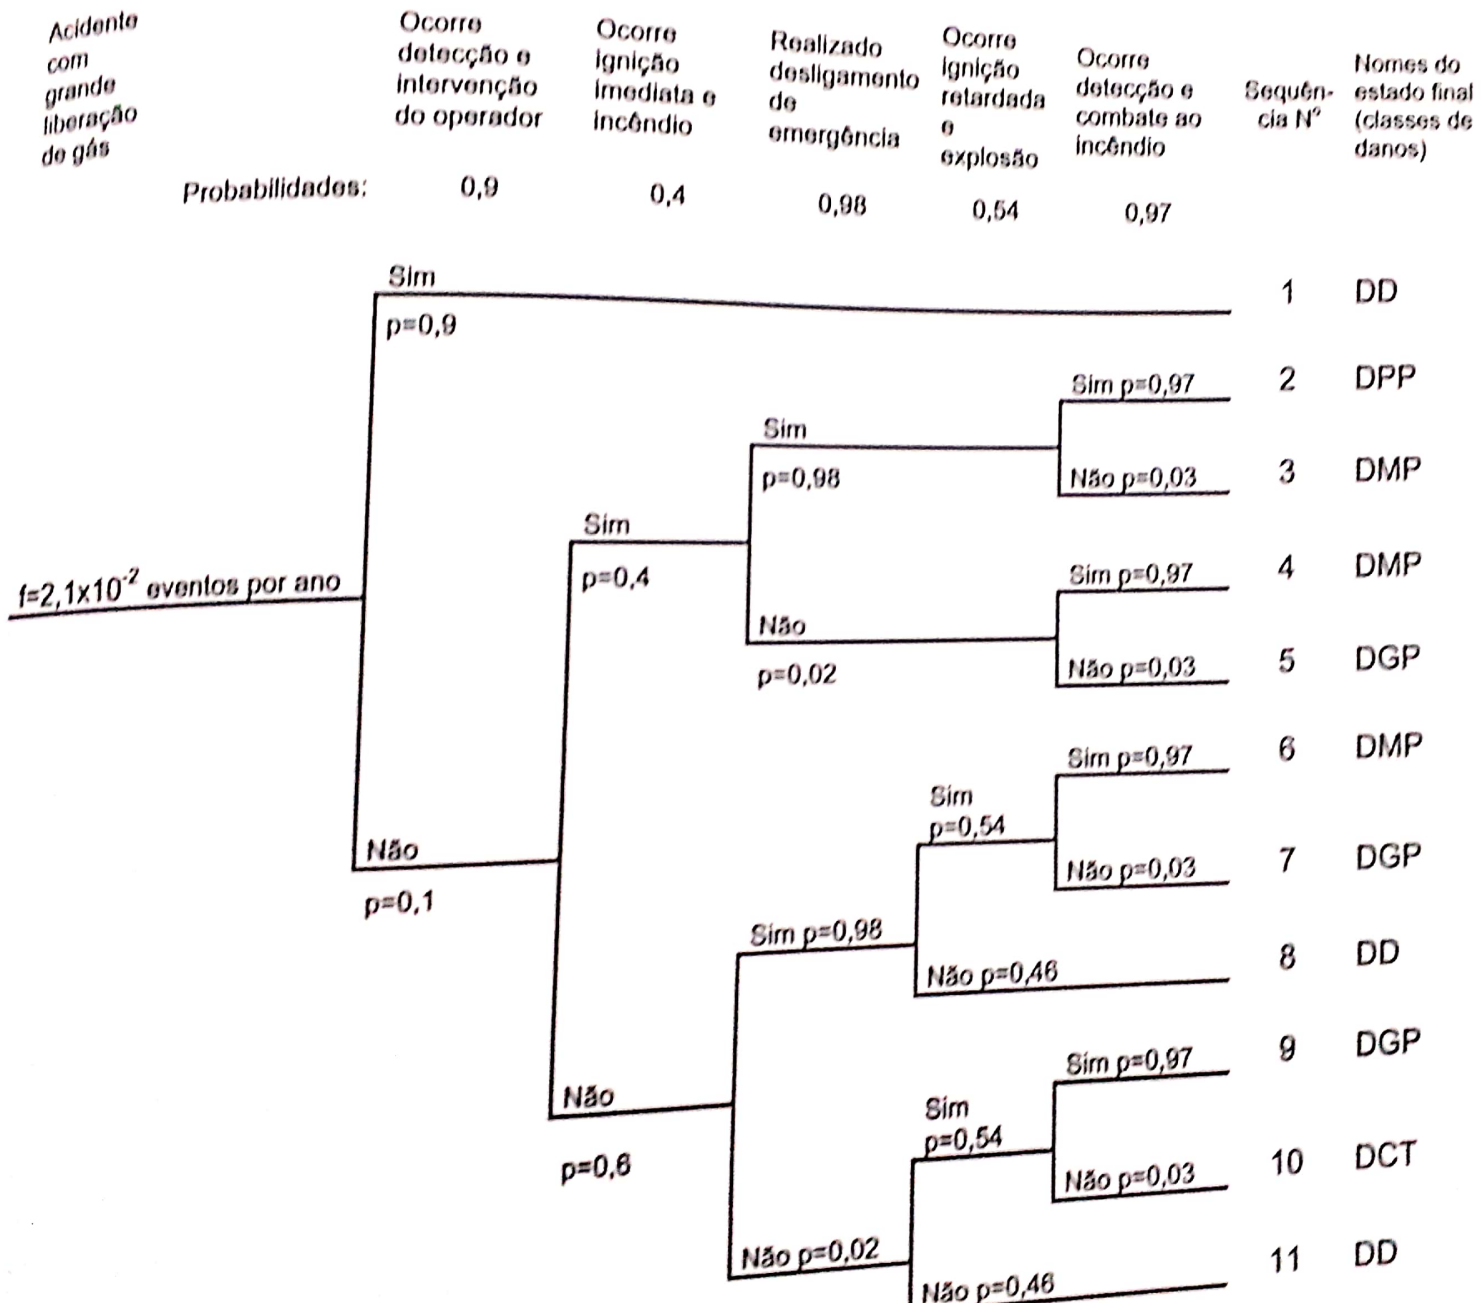 Acidente
com
grande
liberação
de gás
Ocorre
detecção e
intervenção
do operador
Ocorre
ignição
imediata e
incêndio
Realizado
desligamento
de
emergência
Ocorre
ignição
retardada
e
explosão
Ocorre
detecção e
combate ao
incêndio
Sequên-
cia Nº
Nomes do
estado final
(classes de
danos)
Probabilidades:
0,9
0,4
0,98
0,54
0,97
Sim
p=0,9
1
DD
Sim p=0,97
2
DPP
Sim
p=0,98
Não p=0,03
3
DMP
Sim
p=0,4
Sim p=0,97
4
DMP
f=2,1x10⁻² eventos por ano
Não
p=0,02
Não p=0,03
5
DGP
Sim p=0,97
6
DMP
Sim
p=0,54
Não
p=0,1
Não p=0,03
7
DGP
Sim p=0,98
Não p=0,46
8
DD
Sim p=0,97
9
DGP
Não
p=0,6
Sim
p=0,54
Não p=0,03
10
DCT
Não p=0,02
Não p=0,46
11
DD